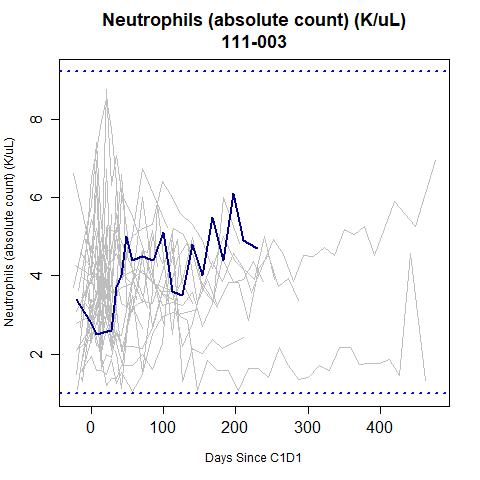 Neutrophils (absolute count) (K/uL)
111-003
Neutrophils (absolute count) (K/uL)
8
6
4
2
0 100 200 300 400
Days Since C1D1